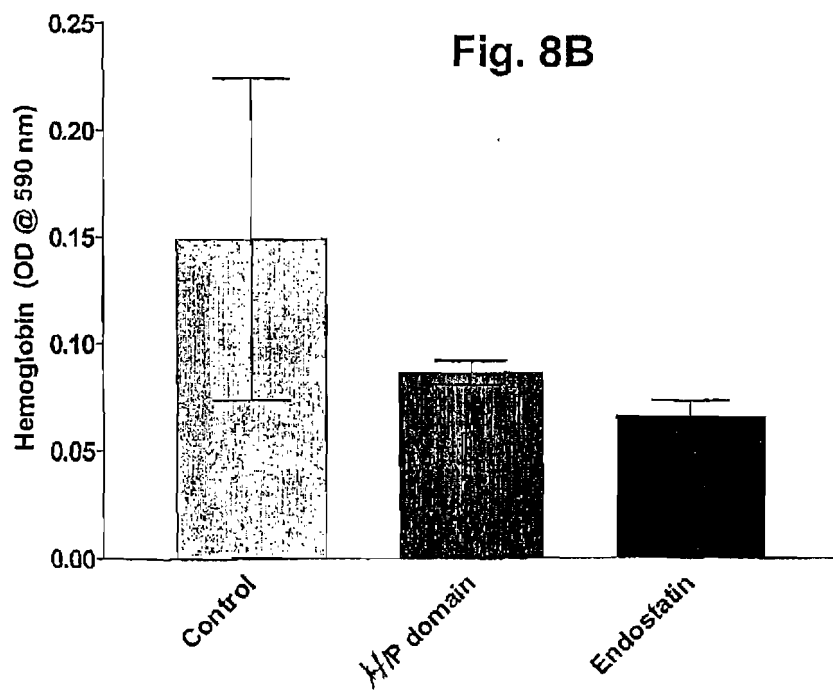 Fig. 8B
Hemoglobin (OD @ 590 nm)
0.25
0.20
0.15
0.10
0.05
0.00
Control
H/P domain
Endostatin